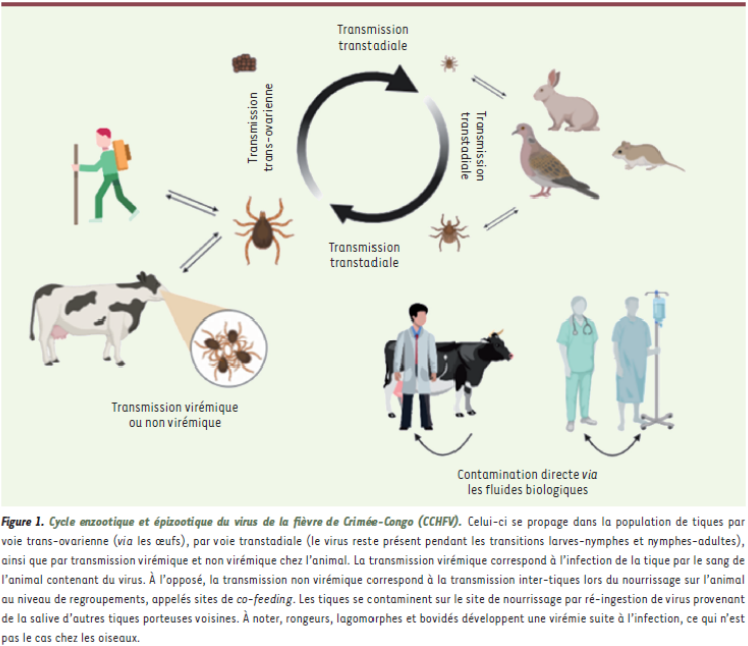 Transmission
transtadiale
Transmission
trans-ovarienne
Transmission
transtadiale
Transmission
transtadiale
Transmission virémique
ou non virémique
Contamination directe via
les fluides biologiques
Figure 1. Cycle enzootique et épizootique du virus de la fièvre de Crimée-Congo (CCHFV). Celui-ci se propage dans la population de tiques par
voie trans-ovarienne (via les œufs), par voie transtadiale (le virus reste présent pendant les transitions larves-nymphes et nymphes-adultes),
ainsi que par transmission virémique et non virémique chez l'animal. La transmission virémique correspond à l'infection de la tique par le sang de
l'animal contenant du virus. À l'opposé, la transmission non virémique correspond à la transmission inter-tiques lors du nourrissage sur l'animal
au niveau de regroupements, appelés sites de co-feeding. Les tiques se contaminent sur le site de nourrissage par ré-ingestion de virus provenant
de la salive d'autres tiques porteuses voisines. À noter, rongeurs, lagomorphes et bovidés développent une virémie suite à l'infection, ce qui n'est
pas le cas chez les oiseaux.